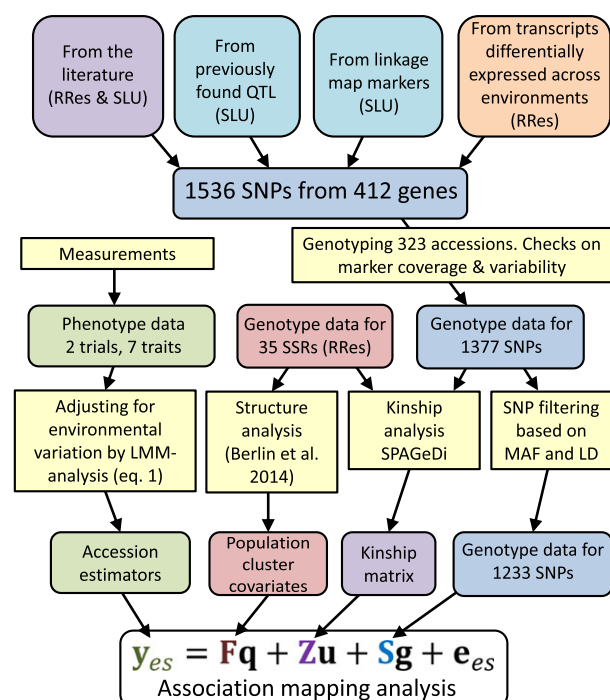 From the
literature
(RRes & SLU)
From
previously
found QTL
(SLU)
From linkage
map markers
(SLU)
From transcripts
differentially
expressed across
environments
(RRes)
1536 SNPs from 412 genes
Genotyping 323 accessions. Checks on
marker coverage & variability
Measurements
Phenotype data
2 trials, 7 traits
Genotype data for
35 SSRs (RRes)
Genotype data for
1377 SNPs
Adjusting for
environmental
variation by LMM-
analysis (eq. 1)
Structure
analysis
(Berlin et al.
2014)
Kinship
analysis
SPAGeDi
SNP filtering
based on
MAF and LD
Accession
estimators
Population
cluster
covariates
Kinship
matrix
Genotype data for
1233 SNPs
y_es = Fq + Zu + Sg + e_es
Association mapping analysis